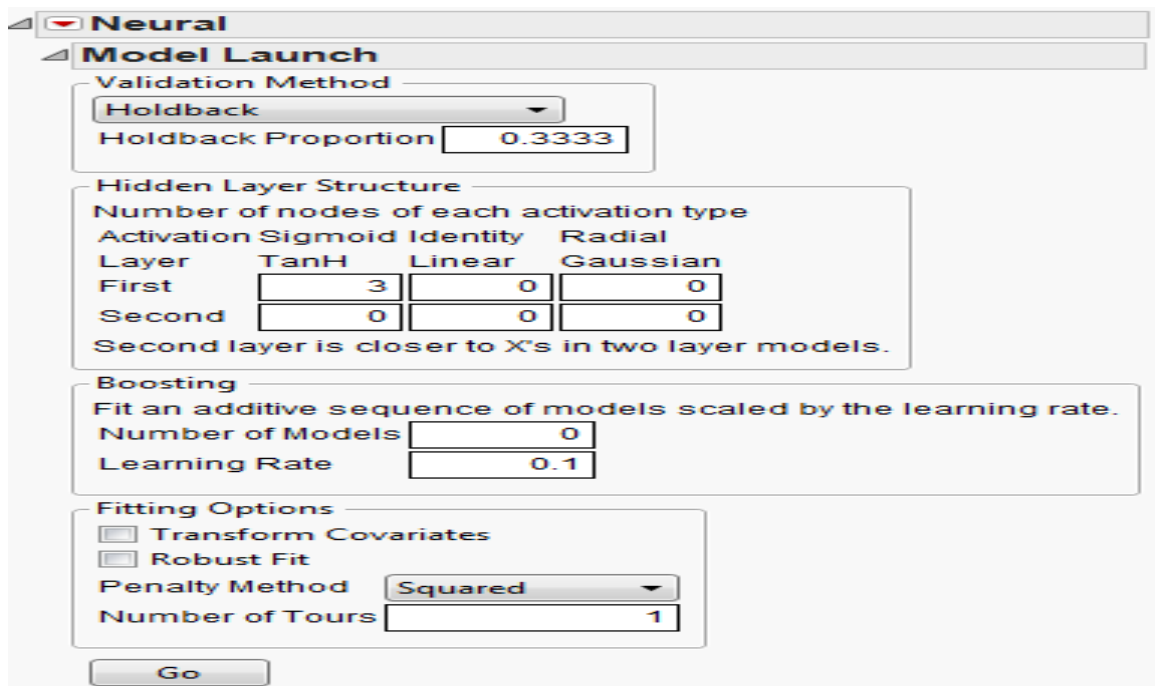 Neural
Model Launch
Validation Method
Holdback
Holdback Proportion 0.3333
Hidden Layer Structure
Number of nodes of each activation type
Activation Sigmoid Identity Radial
Layer TanH Linear Gaussian
First 3 0 0
Second 0 0 0
Second layer is closer to X's in two layer models.
Boosting
Fit an additive sequence of models scaled by the learning rate.
Number of Models 0
Learning Rate 0.1
Fitting Options
Transform Covariates
Robust Fit
Penalty Method Squared
Number of Tours 1
Go